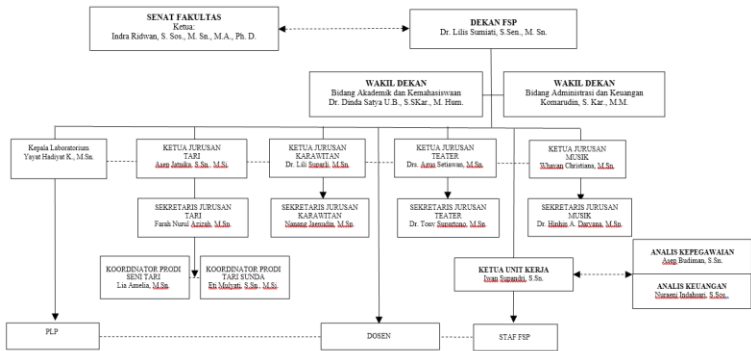 SENAT FAKULTAS
Ketua:
Indra Ridwan, S. Sos., M. Sn., M.A., Ph. D.
DEKAN FSP
Dr. Lilis Sumiati, S.Sen., M. Sn.
WAKIL DEKAN
Bidang Akademik dan Kemahasiswaan
Dr. Dinda Satya U.B., S.SKar., M. Hum.
WAKIL DEKAN
Bidang Administrasi dan Keuangan
Komarudin, S. Kar., M.M.
Kepala Laboratorium
Yayat Hadiyat K., M.Sn.
KETUA JURUSAN
TARI
Asep Jatnika, S.Sn., M.Si.
KETUA JURUSAN
KARAWITAN
Dr. Lili Suparli, M.Sn.
KETUA JURUSAN
TEATER
Drs. Agus Setiawan, M.Sn.
KETUA JURUSAN
MUSIK
Whavan Christiana, M.Sn.
SEKRETARIS JURUSAN
TARI
Farah Nurul Azizah, M.Sn.
SEKRETARIS JURUSAN
KARAWITAN
Nanang Jaenudin, M.Sn.
SEKRETARIS JURUSAN
TEATER
Dr. Tony Supartono, M.Sn.
SEKRETARIS JURUSAN
MUSIK
Dr. Hinhin A. Daryana, M.Sn.
KOORDINATOR PRODI
SENI TARI
Lia Amelia, M.Sn.
KOORDINATOR PRODI
TARI SUNDA
Eti Mulyati, S.Sn., M.Si.
KETUA UNIT KERJA
Iwan Supandri, S.Sn.
ANALIS KEPEGAWAIAN
Asep Budiman, S.Sn.
ANALIS KEUANGAN
Nuraeni Indahsari, S.Sos.
PLP
DOSEN
STAF FSP